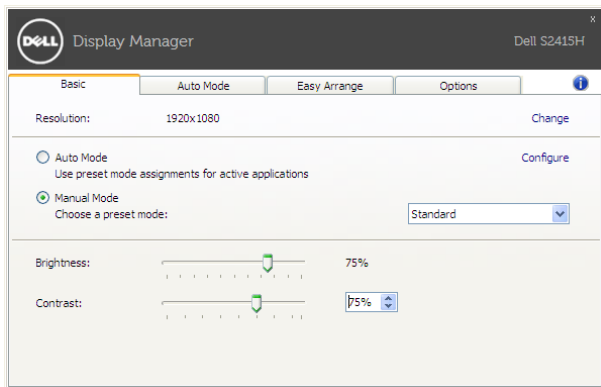 DELL Display Manager
Dell S2415H
x
Basic Auto Mode Easy Arrange Options i
Resolution: 1920x1080 Change
Auto Mode Configure
Use preset mode assignments for active applications
Manual Mode
Choose a preset mode: Standard
Brightness: 75%
Contrast: 75%